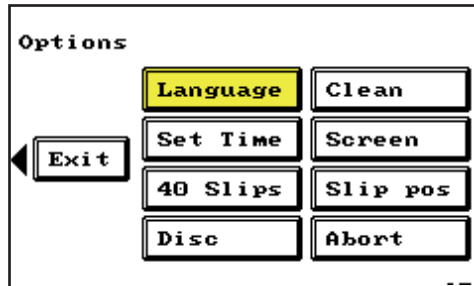 Options
Language Clean
Set Time Screen
Exit
40 Slips Slip pos
Disc Abort